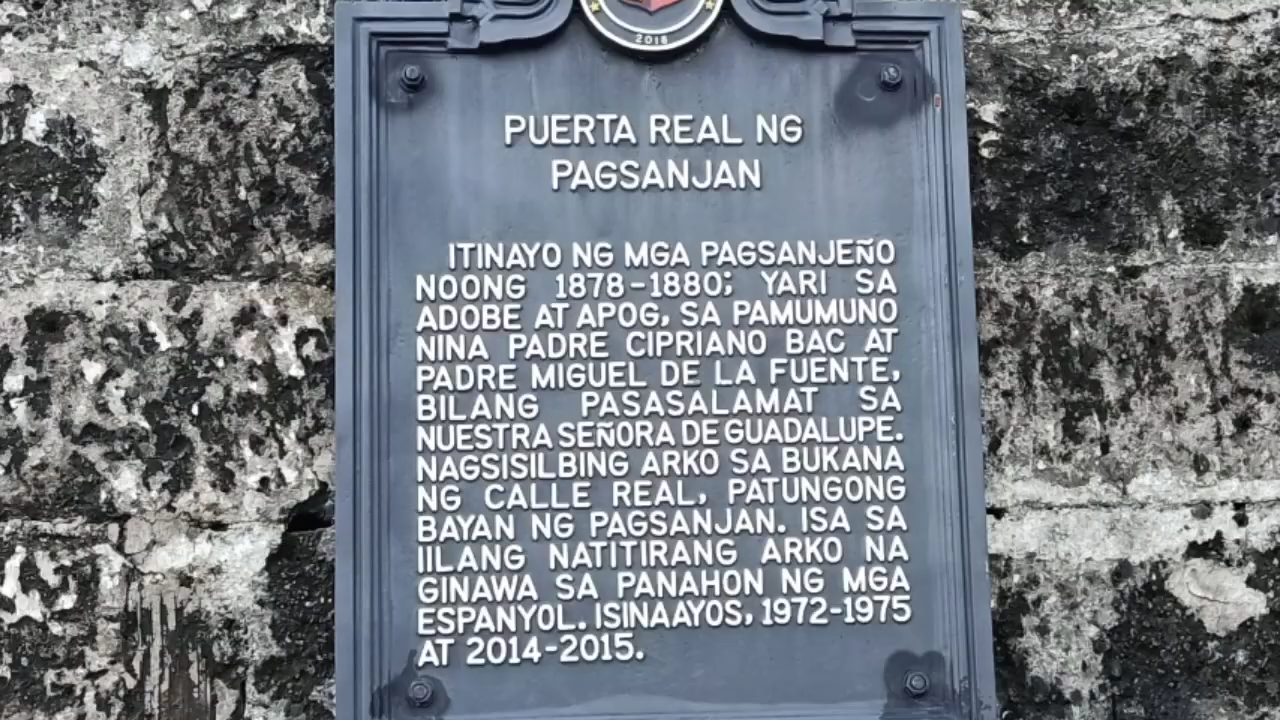 2018
PUERTA REAL NG
PAGSANJAN
ITINAYO NG MGA PAGSANJEÑO
NOONG 1878-1880; YARI SA
ADOBE AT APOG, SA PAMUMUNO
NINA PADRE CIPRIANO BAC AT
PADRE MIGUEL DE LA FUENTE,
BILANG PASASALAMAT SA
NUESTRA SEÑORA DE GUADALUPE.
NAGSISILBING ARKO SA BUKANA
NG CALLE REAL, PATUNGONG
BAYAN NG PAGSANJAN. ISA SA
IILANG NATITIRANG ARKO NA
GINAWA SA PANAHON NG MGA
ESPANYOL. ISINAAYOS, 1972-1975
AT 2014-2015.